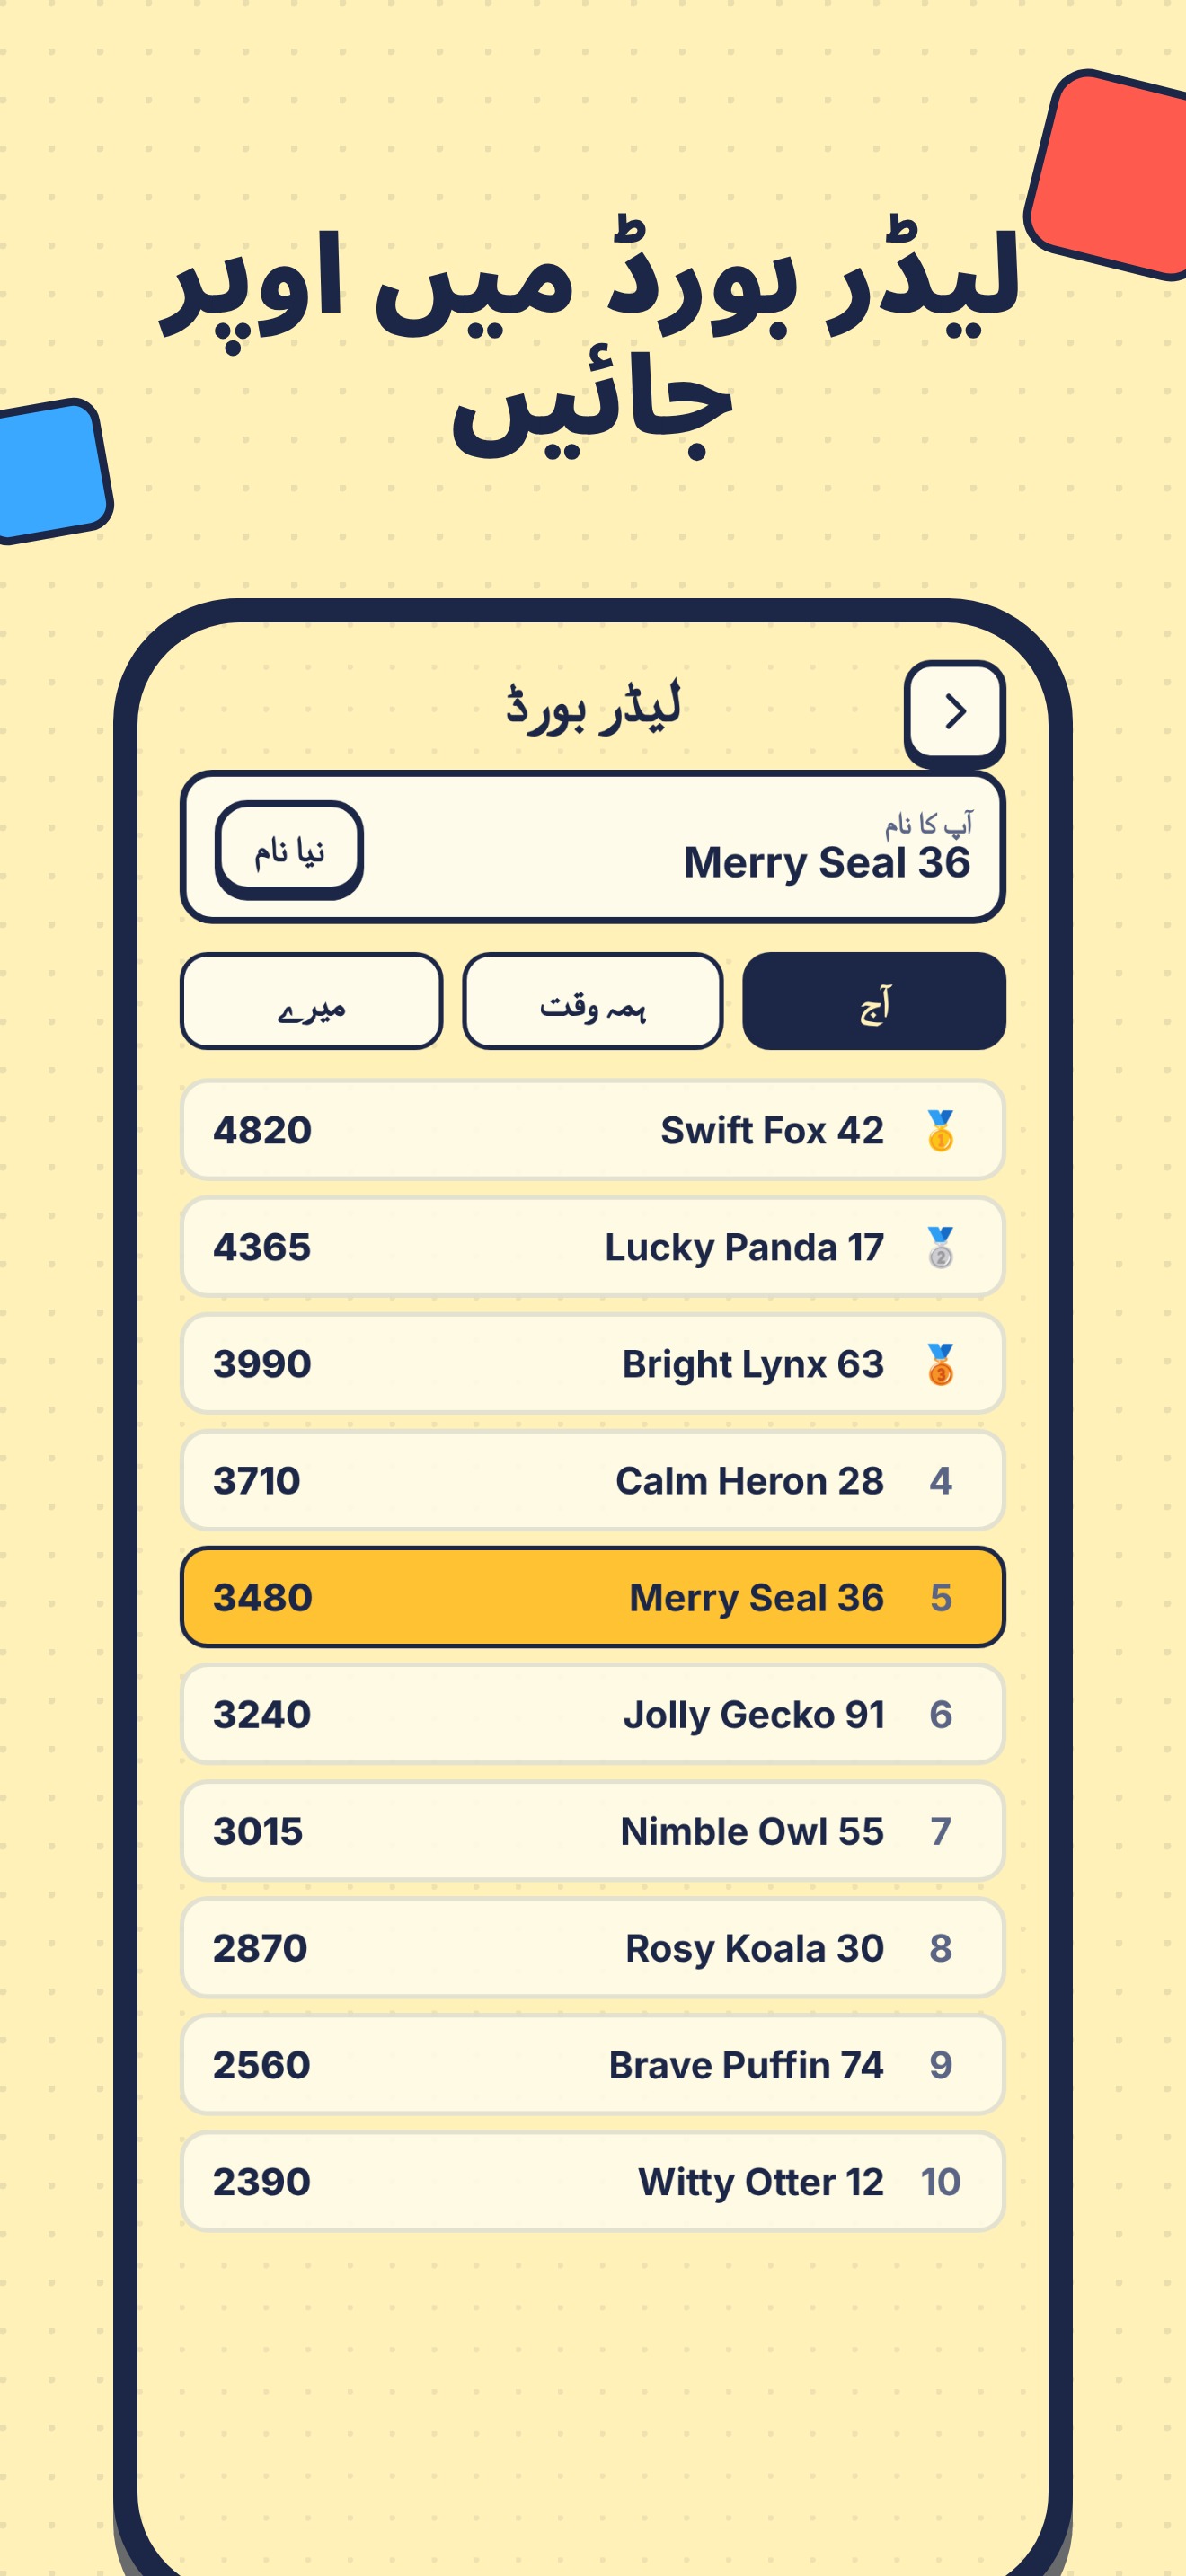 لیڈر بورڈ میں اوپر
جائیں
لیڈر بورڈ
آپ کا نام
Merry Seal 36
نیا نام
آج
ہمہ وقت
میرے
🥇 Swift Fox 42 4820
🥈 Lucky Panda 17 4365
🥉 Bright Lynx 63 3990
4 Calm Heron 28 3710
5 Merry Seal 36 3480
6 Jolly Gecko 91 3240
7 Nimble Owl 55 3015
8 Rosy Koala 30 2870
9 Brave Puffin 74 2560
10 Witty Otter 12 2390